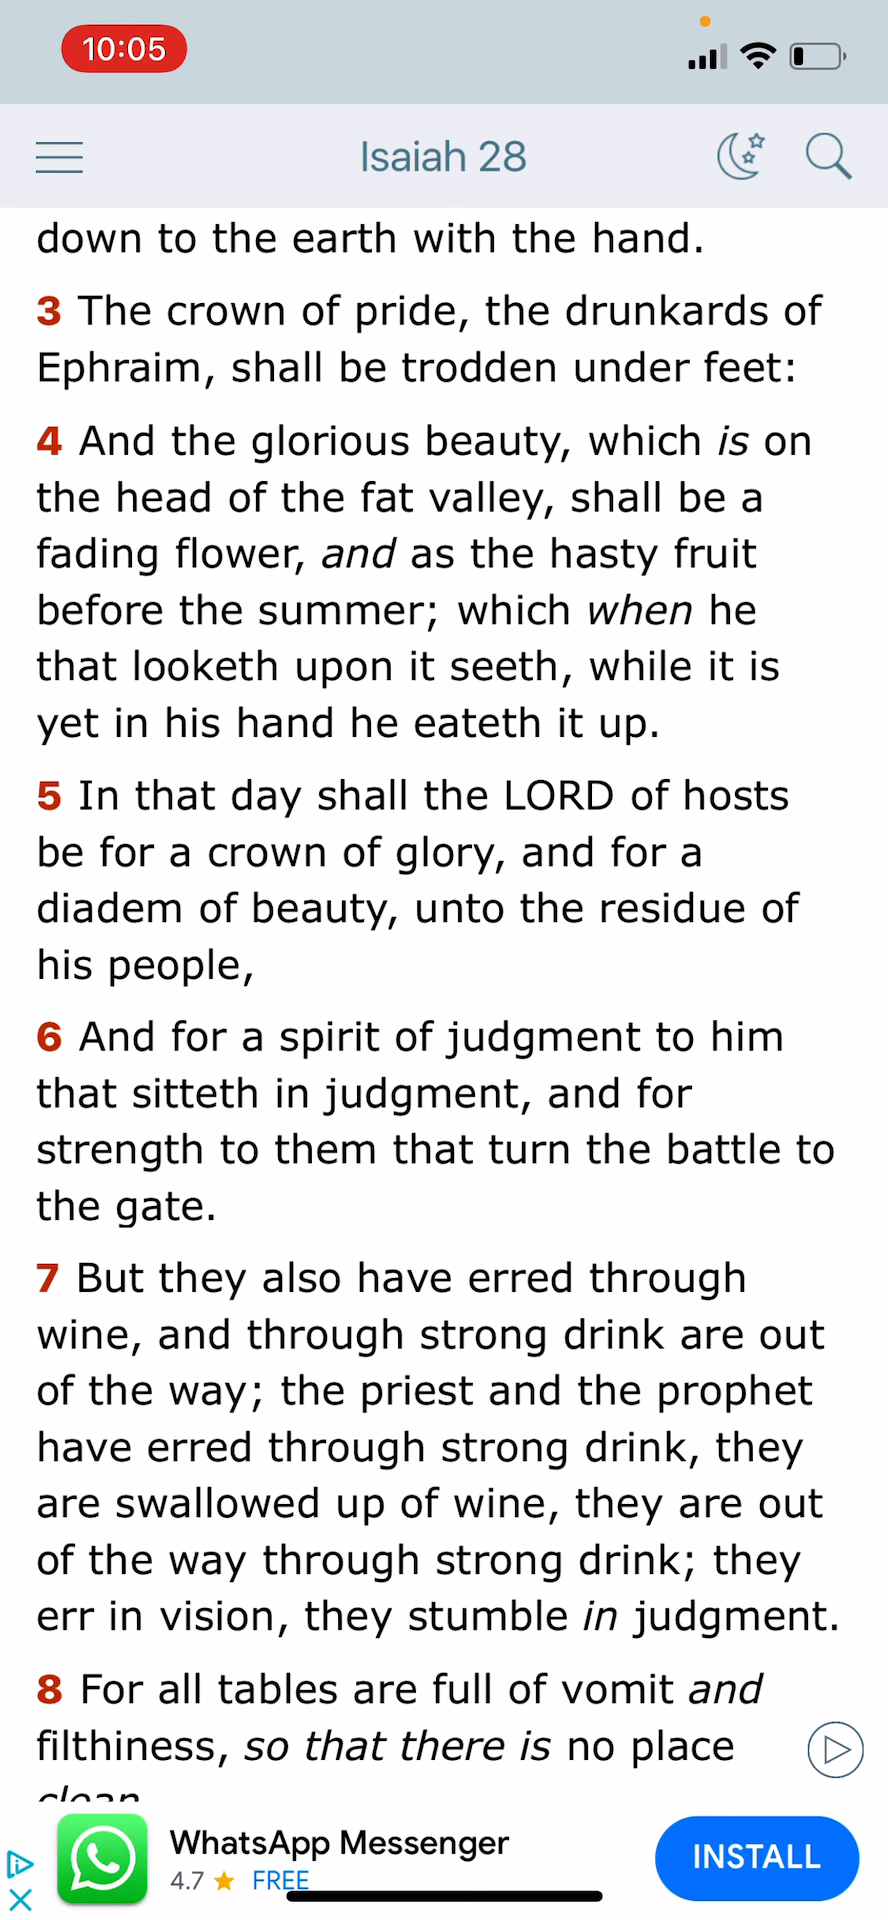 10:05
Isaiah 28
down to the earth with the hand.
3 The crown of pride, the drunkards of
Ephraim, shall be trodden under feet:
4 And the glorious beauty, which is on
the head of the fat valley, shall be a
fading flower, and as the hasty fruit
before the summer; which when he
that looketh upon it seeth, while it is
yet in his hand he eateth it up.
5 In that day shall the LORD of hosts
be for a crown of glory, and for a
diadem of beauty, unto the residue of
his people,
6 And for a spirit of judgment to him
that sitteth in judgment, and for
strength to them that turn the battle to
the gate.
7 But they also have erred through
wine, and through strong drink are out
of the way; the priest and the prophet
have erred through strong drink, they
are swallowed up of wine, they are out
of the way through strong drink; they
err in vision, they stumble in judgment.
8 For all tables are full of vomit and
filthiness, so that there is no place
clean
WhatsApp Messenger
4.7 ★ FREE
INSTALL